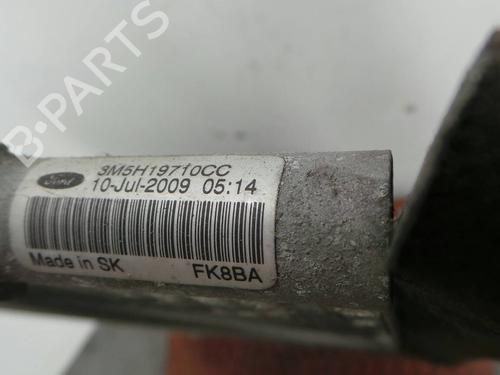 B-PARTS
Ford
3M5H19710CC
10-Jul-2009 05:14
Made in SK
FK8BA